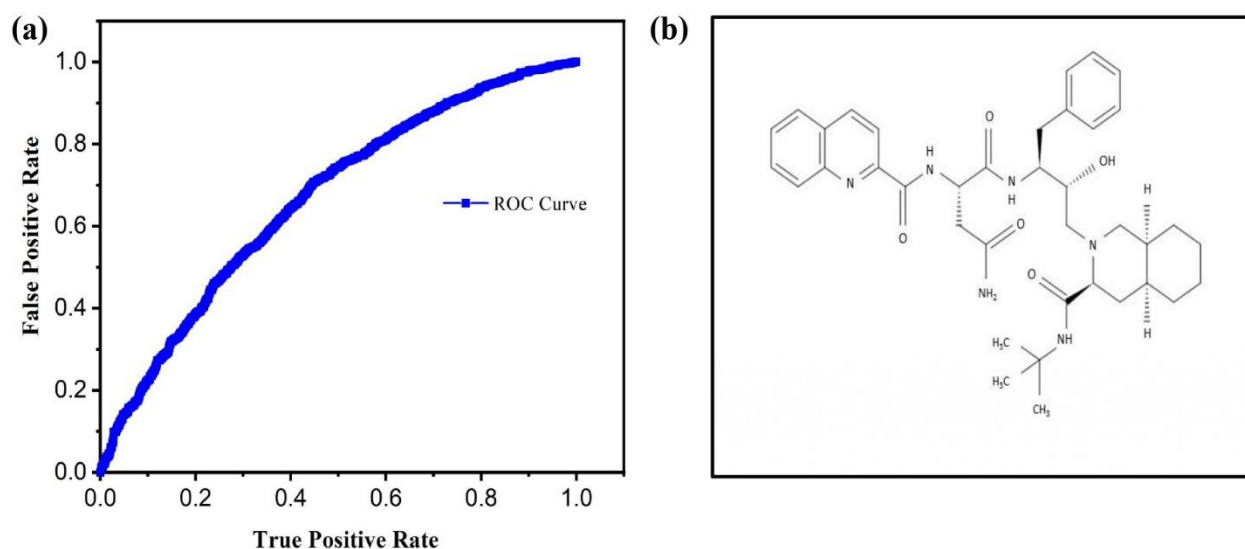 (a)
(b)
1.0
0.8
0.6
0.4
0.2
0.0
False Positive Rate
ROC Curve
0.0 0.2 0.4 0.6 0.8 1.0
True Positive Rate
N
O
H
N
O
O
NH₂
O
N
H
OH
H
N
H
O
NH
H₃C
H₃C
CH₃